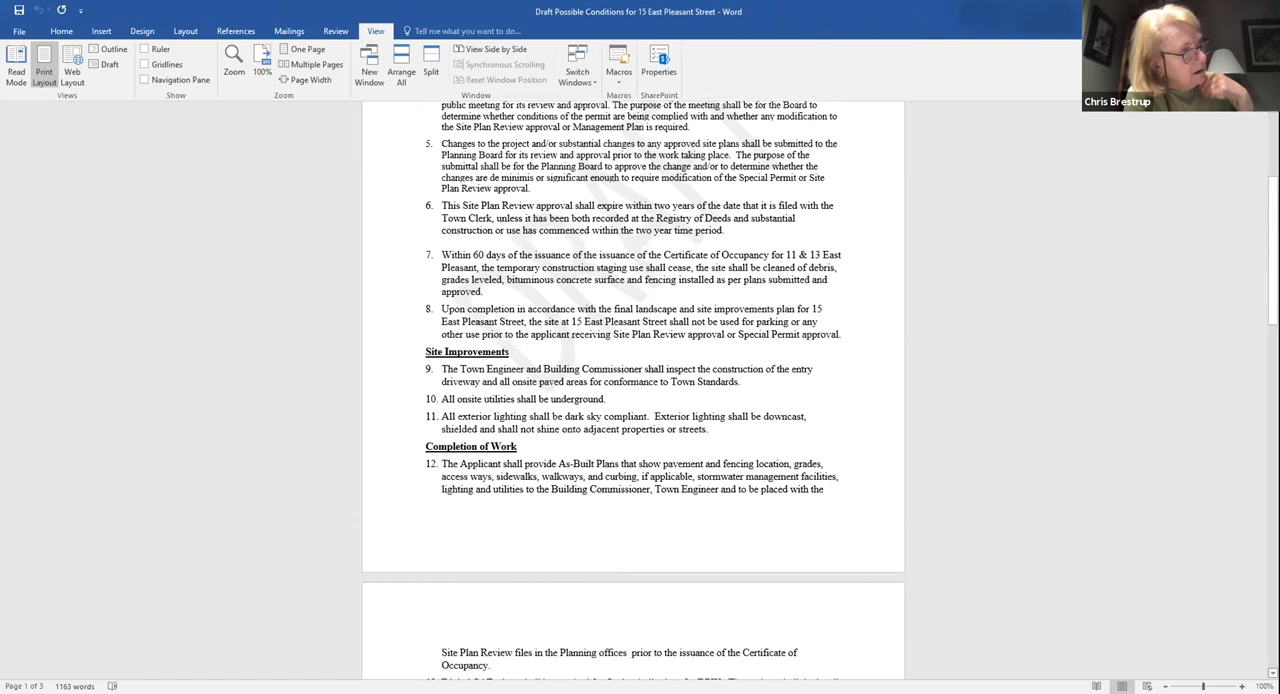 Draft Possible Conditions for 15 East Pleasant Street - Word
File Home Insert Design Layout References Mailings Review View Tell me what you want to do...
Read Mode
Print Layout
Web Layout
Outline
Draft
Views
Ruler
Gridlines
Navigation Pane
Show
Zoom
100%
One Page
Multiple Pages
Page Width
Zoom
New Window
Arrange All
Split
View Side by Side
Synchronous Scrolling
Reset Window Position
Window
Switch Windows
Macros
Macros
Properties
SharePoint
Chris Brestrup
public meeting for its review and approval. The purpose of the meeting shall be for the Board to
determine whether conditions of the permit are being complied with and whether any modification to
the Site Plan Review approval or Management Plan is required.
5. Changes to the project and/or substantial changes to any approved site plans shall be submitted to the
Planning Board for its review and approval prior to the work taking place. The purpose of the
submittal shall be for the Planning Board to approve the change and/or to determine whether the
changes are de minimis or significant enough to require modification of the Special Permit or Site
Plan Review approval.
6. This Site Plan Review approval shall expire within two years of the date that it is filed with the
Town Clerk, unless it has been both recorded at the Registry of Deeds and substantial
construction or use has commenced within the two year time period.
7. Within 60 days of the issuance of the issuance of the Certificate of Occupancy for 11 & 13 East
Pleasant, the temporary construction staging use shall cease, the site shall be cleaned of debris,
grades leveled, bituminous concrete surface and fencing installed as per plans submitted and
approved.
8. Upon completion in accordance with the final landscape and site improvements plan for 15
East Pleasant Street, the site at 15 East Pleasant Street shall not be used for parking or any
other use prior to the applicant receiving Site Plan Review approval or Special Permit approval.
Site Improvements
9. The Town Engineer and Building Commissioner shall inspect the construction of the entry
driveway and all onsite paved areas for conformance to Town Standards.
10. All onsite utilities shall be underground.
11. All exterior lighting shall be dark sky compliant. Exterior lighting shall be downcast,
shielded and shall not shine onto adjacent properties or streets.
Completion of Work
12. The Applicant shall provide As-Built Plans that show pavement and fencing location, grades,
access ways, sidewalks, walkways, and curbing, if applicable, stormwater management facilities,
lighting and utilities to the Building Commissioner, Town Engineer and to be placed with the
Site Plan Review files in the Planning offices prior to the issuance of the Certificate of
Occupancy.
DRAFT
Page 1 of 3 1163 words
100%